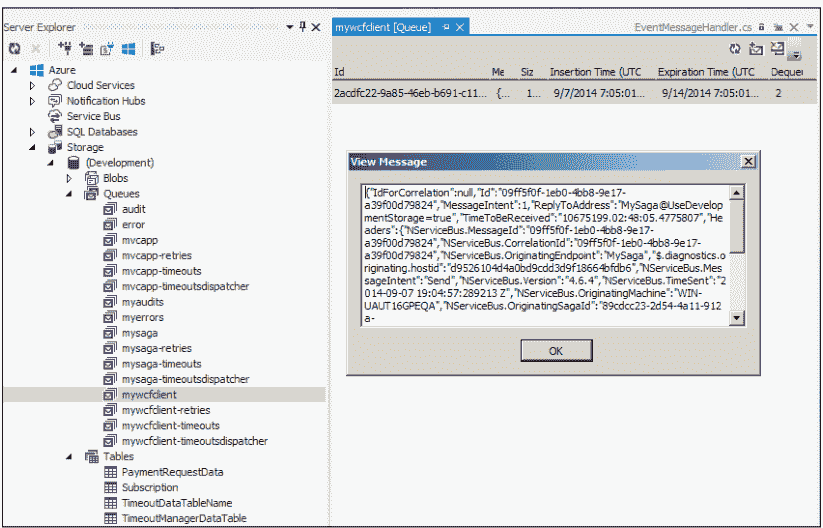 Server Explorer
mywcfclient [Queue]
EventMessageHandler.cs
Azure
Cloud Services
Notification Hubs
Service Bus
SQL Databases
Storage
(Development)
Blobs
Queues
audit
error
mvcapp
mvcapp-retries
mvcapp-timeouts
mvcapp-timeoutsdispatcher
myaudits
myerrors
mysaga
mysaga-retries
mysaga-timeouts
mysaga-timeoutsdispatcher
mywcfclient
mywcfclient-retries
mywcfclient-timeouts
mywcfclient-timeoutsdispatcher
Tables
PaymentRequestData
Subscription
TimeoutDataTableName
TimeoutManagerDataTable
Id Me Siz Insertion Time (UTC Expiration Time (UTC Dequeu
2acdfc22-9a85-46eb-b691-c11... {... 1... 9/7/2014 7:05:01... 9/14/2014 7:05:01... 2
View Message
{"IdForCorrelation":null,"Id":"09ff5f0f-1eb0-4bb8-9e17-
a39f00d79824","MessageIntent":1,"ReplyToAddress":"MySaga@UseDevelop
mentStorage=true","TimeToBeReceived":"10675199.02:48:05.4775807","He
aders":{"NServiceBus.MessageId":"09ff5f0f-1eb0-4bb8-9e17-
a39f00d79824","NServiceBus.CorrelationId":"09ff5f0f-1eb0-4bb8-9e17-
a39f00d79824","NServiceBus.OriginatingEndpoint":"MySaga","$.diagnostics.o
riginating.hostid":"d9526104d4a0bd9cdd3d9f18664bfdb6","NServiceBus.Mes
sageIntent":"Send","NServiceBus.Version":"4.6.4","NServiceBus.TimeSent":"2
014-09-07 19:04:57:289213 Z","NServiceBus.OriginatingMachine":"WIN-
UAUT16GPEQA","NServiceBus.OriginatingSagaId":"89cdcc23-2d54-4a11-912
a-
OK